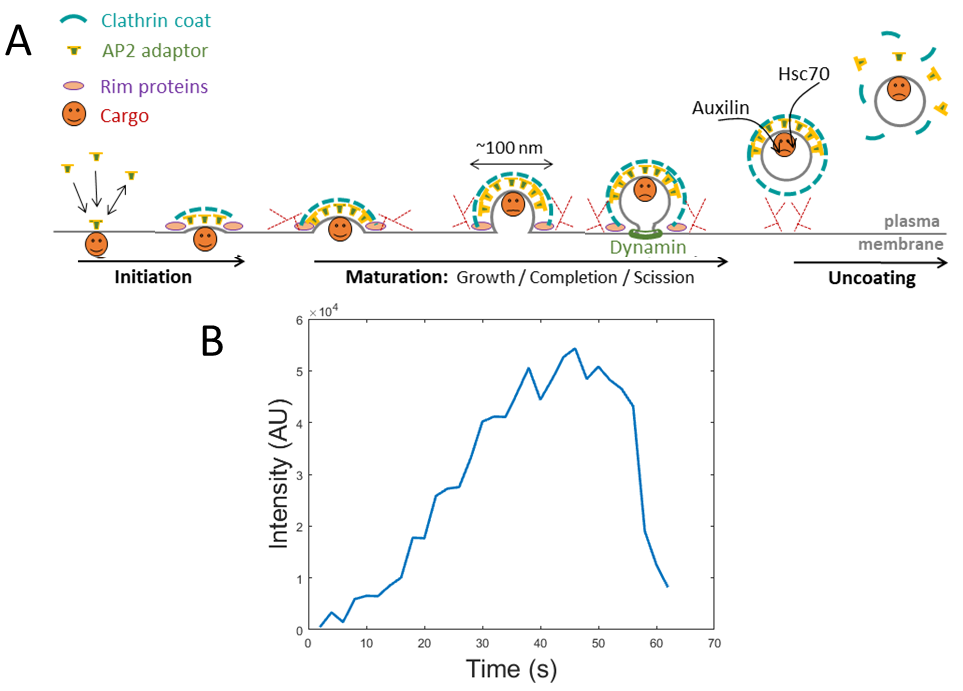 A
Clathrin coat
AP2 adaptor
Rim proteins
Cargo
~100 nm
Auxilin
Hsc70
Dynamin
plasma
membrane
Initiation
Maturation: Growth / Completion / Scission
Uncoating
B
×10⁴
6
5
4
3
2
1
0
Intensity (AU)
0 10 20 30 40 50 60 70
Time (s)